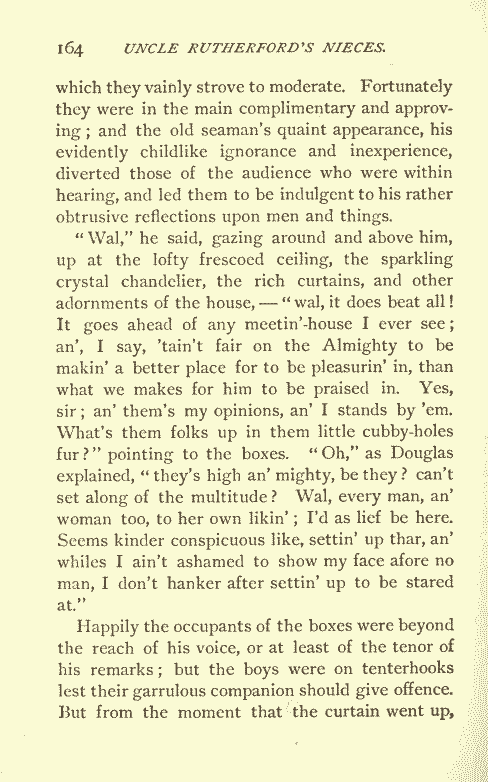 164 UNCLE RUTHERFORD'S NIECES.
which they vainly strove to moderate. Fortunately
they were in the main complimentary and approv-
ing; and the old seaman's quaint appearance, his
evidently childlike ignorance and inexperience,
diverted those of the audience who were within
hearing, and led them to be indulgent to his rather
obtrusive reflections upon men and things.
"Wal," he said, gazing around and above him,
up at the lofty frescoed ceiling, the sparkling
crystal chandelier, the rich curtains, and other
adornments of the house,—"wal, it does beat all!
It goes ahead of any meetin'-house I ever see;
an', I say, 'tain't fair on the Almighty to be
makin' a better place for to be pleasurin' in, than
what we makes for him to be praised in. Yes,
sir; an' them's my opinions, an' I stands by 'em.
What's them folks up in them little cubby-holes
fur?" pointing to the boxes. "Oh," as Douglas
explained, "they's high an' mighty, be they? can't
set along of the multitude? Wal, every man, an'
woman too, to her own likin'; I'd as lief be here.
Seems kinder conspicuous like, settin' up thar, an'
whiles I ain't ashamed to show my face afore no
man, I don't hanker after settin' up to be stared
at."
Happily the occupants of the boxes were beyond
the reach of his voice, or at least of the tenor of
his remarks; but the boys were on tenterhooks
lest their garrulous companion should give offence.
But from the moment that the curtain went up,